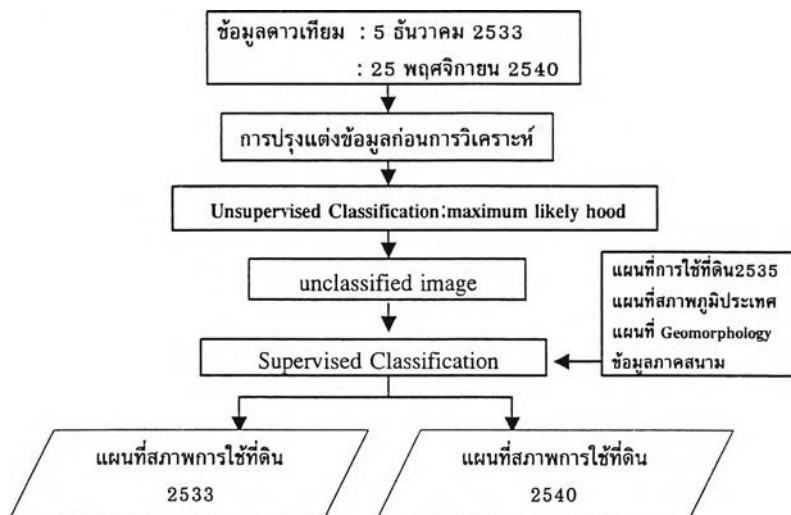 ข้อมูลดาวเทียม : 5 ธันวาคม 2533
: 25 พฤศจิกายน 2540
การปรุงแต่งข้อมูลก่อนการวิเคราะห์
Unsupervised Classification:maximum likely hood
unclassified image
แผนที่การใช้ที่ดิน2535
แผนที่สภาพภูมิประเทศ
แผนที่ Geomorphology
ข้อมูลภาคสนาม
Supervised Classification
แผนที่สภาพการใช้ที่ดิน
2533
แผนที่สภาพการใช้ที่ดิน
2540